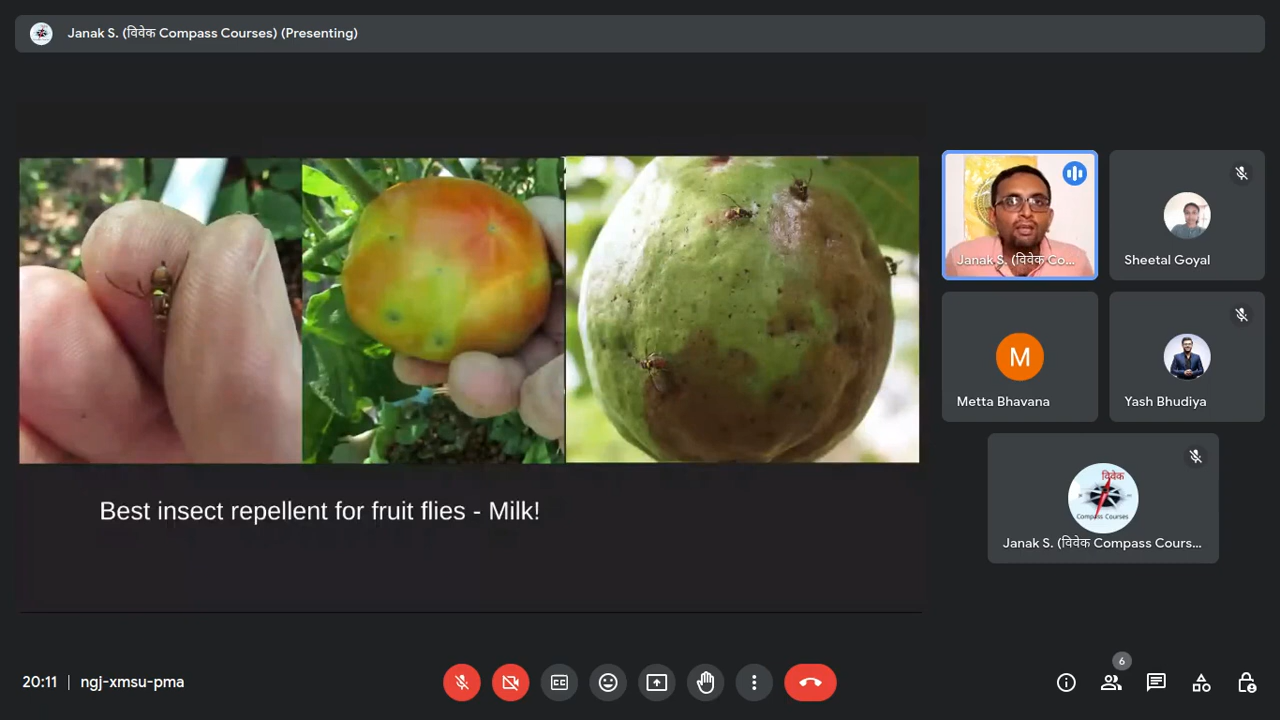 Janak S. (विवेक Compass Courses) (Presenting)
Best insect repellent for fruit flies - Milk!
Janak S. (विवेक Co...
Sheetal Goyal
M
Metta Bhavana
Yash Bhudiya
विवेक
Compass Courses
Janak S. (विवेक Compass Cours...
20:11 | ngj-xmsu-pma
CC
6